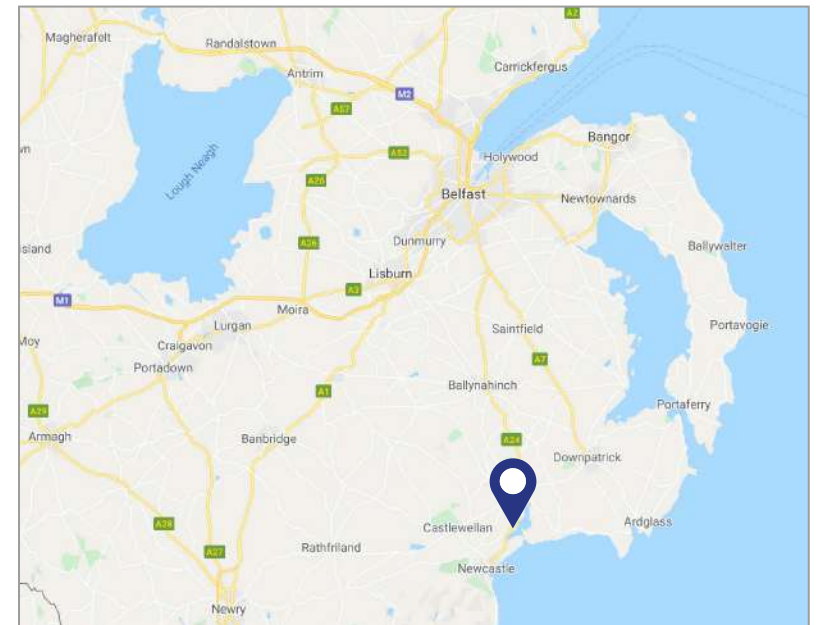 A2
Magherafelt
Randalstown
Antrim
Carrickfergus
M2
A57
Bangor
Lough Neagh
A52
Holywood
A26
Belfast
Newtownards
Dunmurry
A26
Ballywalter
sland
Lisburn
A3
M1
Moira
Lurgan
Saintfield
Portavogie
Moy
Craigavon
Portadown
A7
Ballynahinch
A1
Portaferry
A29
Armagh
Banbridge
A24
Downpatrick
Castlewellan
Ardglass
A28
A27
Rathfriland
Newcastle
Newry